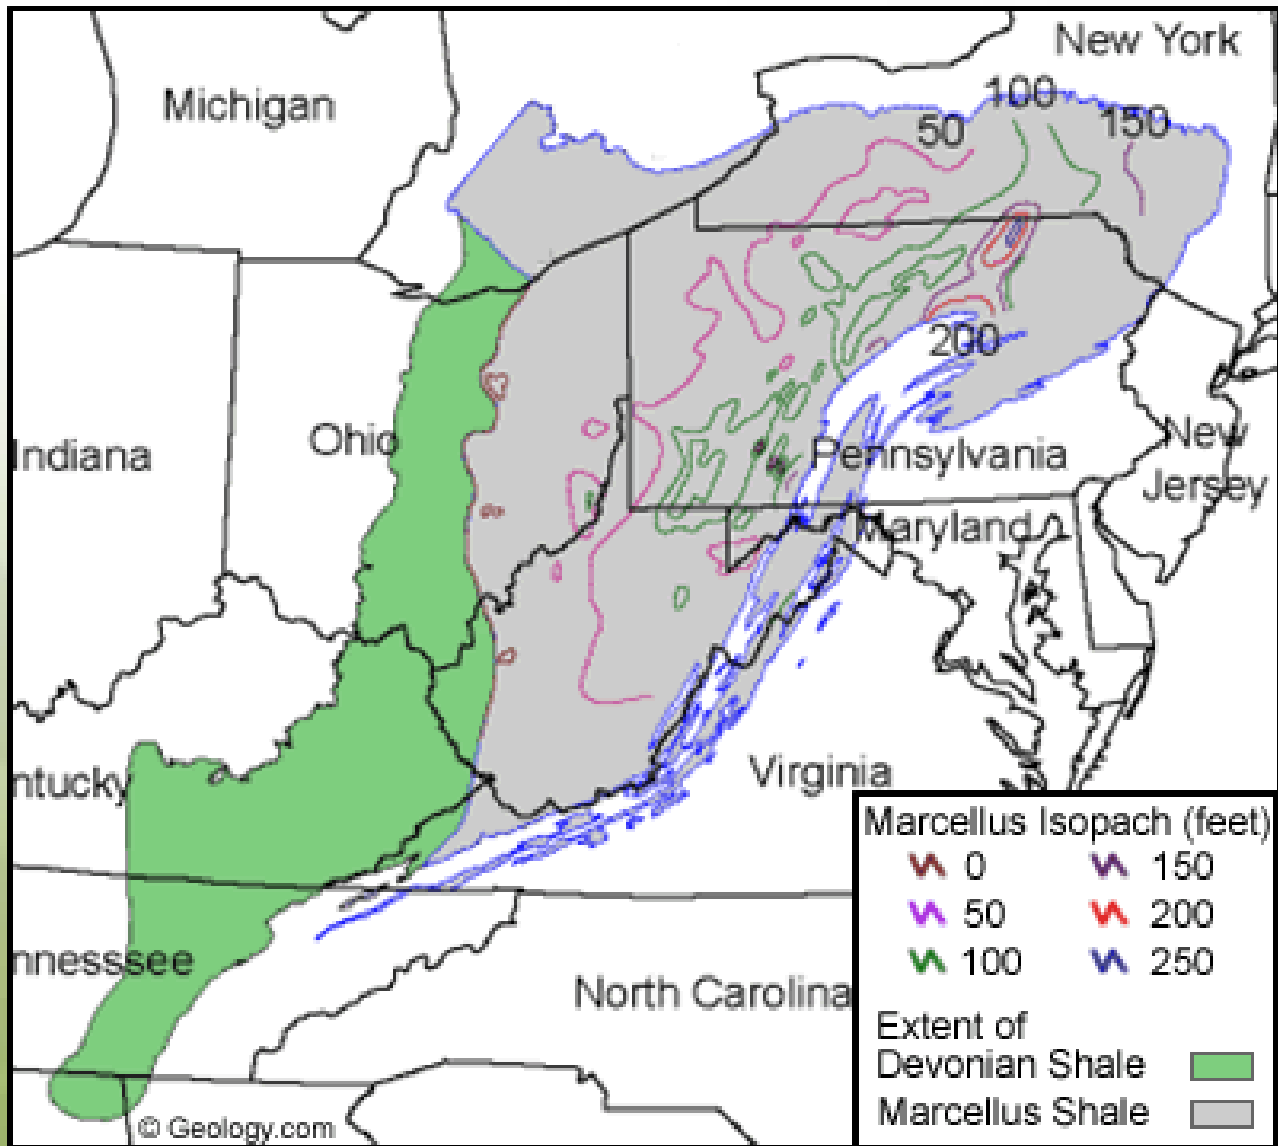 New York
Michigan
100
50
150
200
Indiana
Ohio
Pennsylvania
New
Jersey
Maryland
ntucky
Virginia
nnesssee
North Carolina
Marcellus Isopach (feet)
0
150
50
200
100
250
Extent of
Devonian Shale
Marcellus Shale
© Geology.com